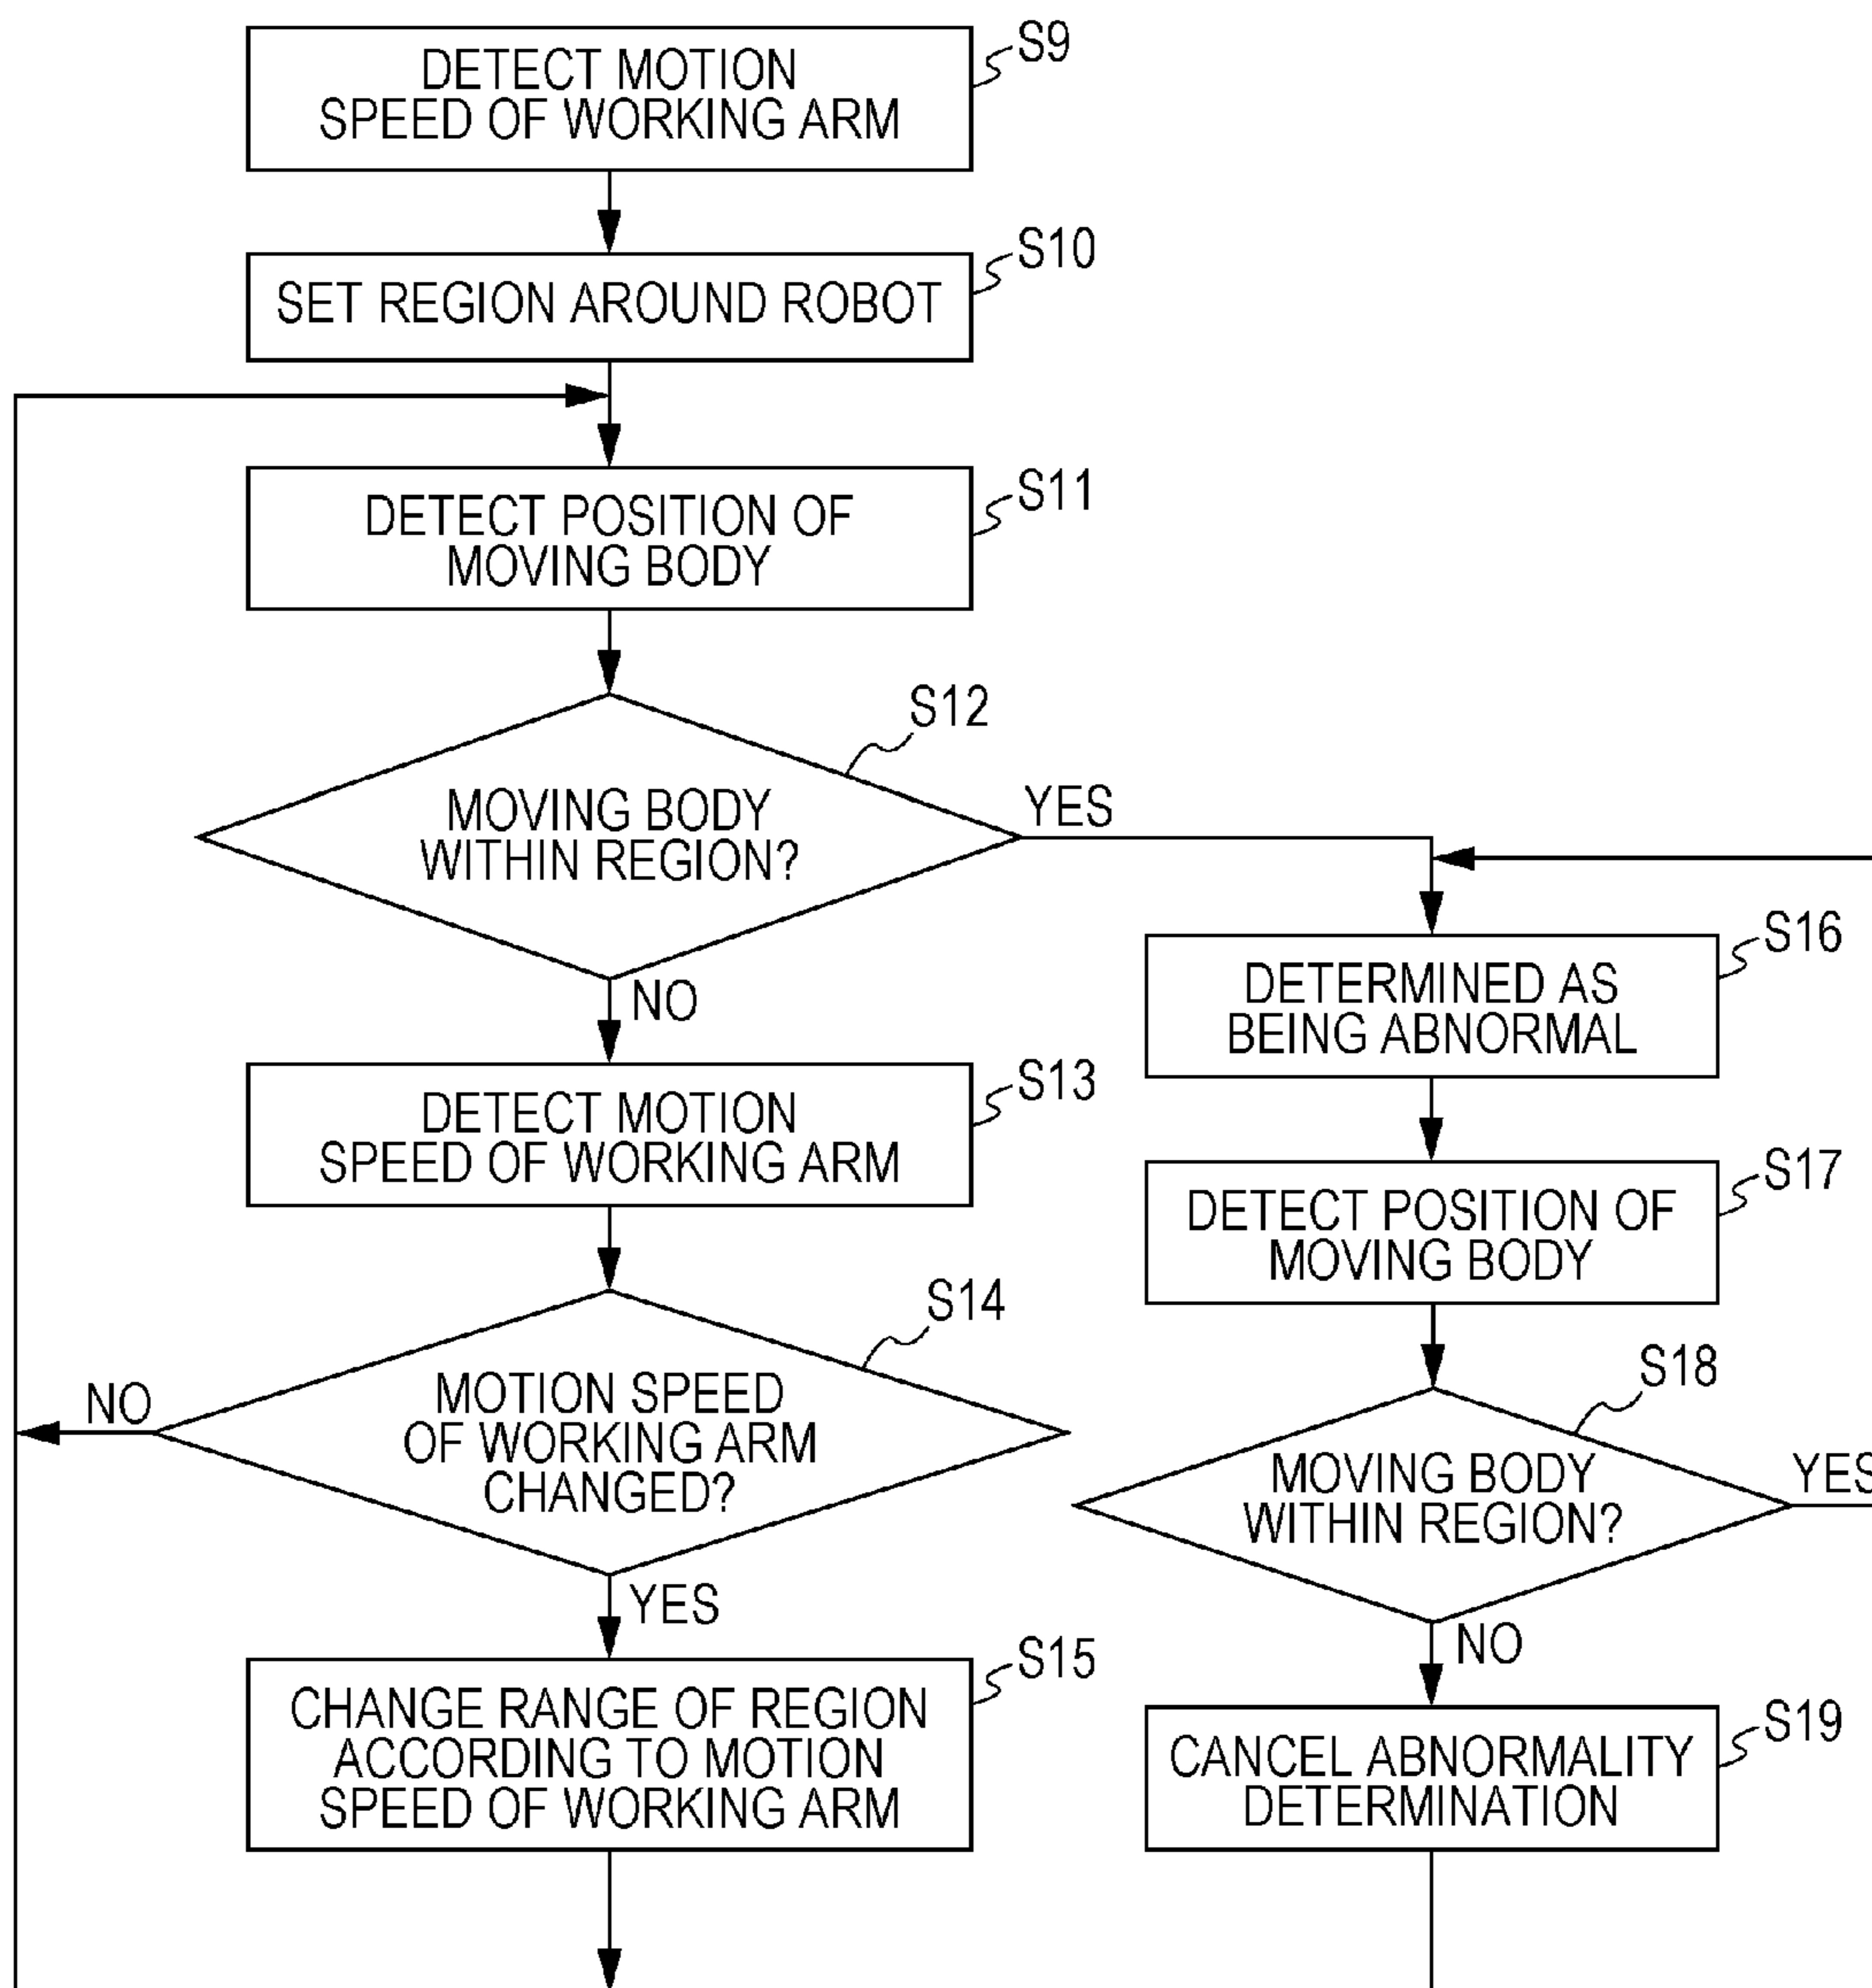 S9
DETECT MOTION
SPEED OF WORKING ARM
S10
SET REGION AROUND ROBOT
S11
DETECT POSITION OF
MOVING BODY
S12
MOVING BODY
WITHIN REGION?
YES
NO
S13
DETECT MOTION
SPEED OF WORKING ARM
S14
MOTION SPEED
OF WORKING ARM
CHANGED?
NO
YES
S15
CHANGE RANGE OF REGION
ACCORDING TO MOTION
SPEED OF WORKING ARM
S16
DETERMINED AS
BEING ABNORMAL
S17
DETECT POSITION OF
MOVING BODY
S18
MOVING BODY
WITHIN REGION?
YES
NO
S19
CANCEL ABNORMALITY
DETERMINATION